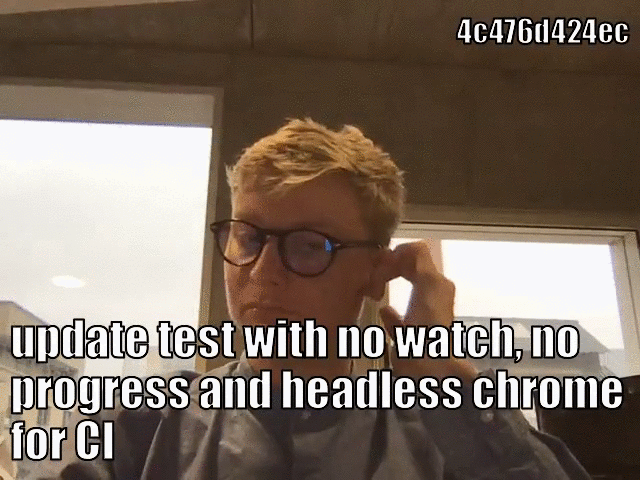 4c476d424ec
update test with no watch, no
progress and headless chrome
for CI